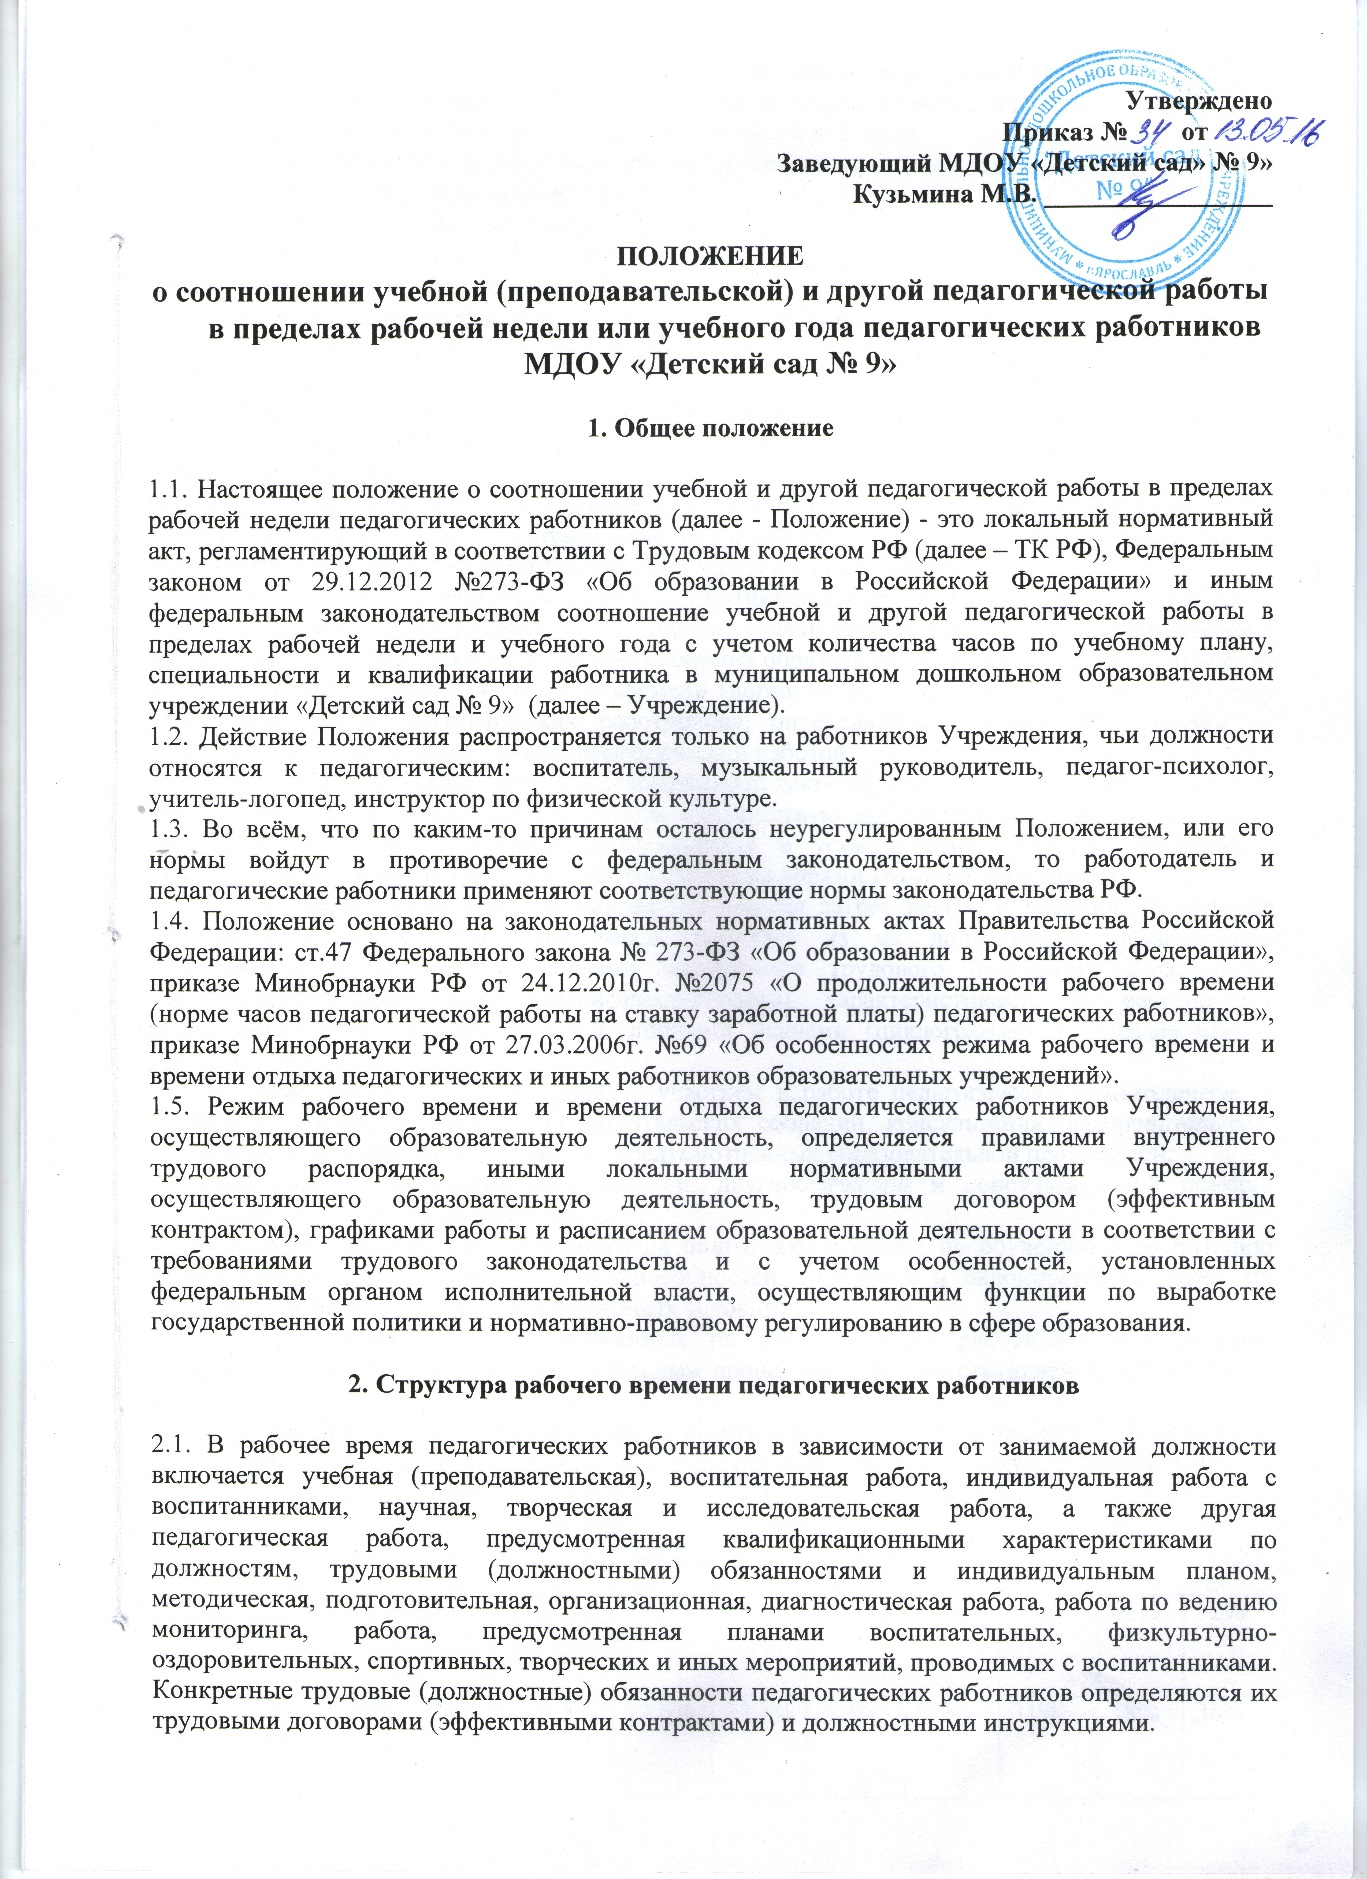 Утверждено
Приказ № 34 от 13.05.16
Заведующий МДОУ «Детский сад» № 9»
Кузьмина М.В. ________________
МУНИЦИПАЛЬНОЕ ДОШКОЛЬНОЕ
* г.ЯРОСЛАВЛЬ *
"Детский сад
№ 9"
ПОЛОЖЕНИЕ
о соотношении учебной (преподавательской) и другой педагогической работы
в пределах рабочей недели или учебного года педагогических работников
МДОУ «Детский сад № 9»
1. Общее положение
1.1. Настоящее положение о соотношении учебной и другой педагогической работы в пределах
рабочей недели педагогических работников (далее - Положение) - это локальный нормативный
акт, регламентирующий в соответствии с Трудовым кодексом РФ (далее – ТК РФ), Федеральным
законом от 29.12.2012 №273-ФЗ «Об образовании в Российской Федерации» и иным
федеральным законодательством соотношение учебной и другой педагогической работы в
пределах рабочей недели и учебного года с учетом количества часов по учебному плану,
специальности и квалификации работника в муниципальном дошкольном образовательном
учреждении «Детский сад № 9» (далее – Учреждение).
1.2. Действие Положения распространяется только на работников Учреждения, чьи должности
относятся к педагогическим: воспитатель, музыкальный руководитель, педагог-психолог,
учитель-логопед, инструктор по физической культуре.
1.3. Во всём, что по каким-то причинам осталось неурегулированным Положением, или его
нормы войдут в противоречие с федеральным законодательством, то работодатель и
педагогические работники применяют соответствующие нормы законодательства РФ.
1.4. Положение основано на законодательных нормативных актах Правительства Российской
Федерации: ст.47 Федерального закона № 273-ФЗ «Об образовании в Российской Федерации»,
приказе Минобрнауки РФ от 24.12.2010г. №2075 «О продолжительности рабочего времени
(норме часов педагогической работы на ставку заработной платы) педагогических работников»,
приказе Минобрнауки РФ от 27.03.2006г. №69 «Об особенностях режима рабочего времени и
времени отдыха педагогических и иных работников образовательных учреждений».
1.5. Режим рабочего времени и времени отдыха педагогических работников Учреждения,
осуществляющего образовательную деятельность, определяется правилами внутреннего
трудового распорядка, иными локальными нормативными актами Учреждения,
осуществляющего образовательную деятельность, трудовым договором (эффективным
контрактом), графиками работы и расписанием образовательной деятельности в соответствии с
требованиями трудового законодательства и с учетом особенностей, установленных
федеральным органом исполнительной власти, осуществляющим функции по выработке
государственной политики и нормативно-правовому регулированию в сфере образования.
2. Структура рабочего времени педагогических работников
2.1. В рабочее время педагогических работников в зависимости от занимаемой должности
включается учебная (преподавательская), воспитательная работа, индивидуальная работа с
воспитанниками, научная, творческая и исследовательская работа, а также другая
педагогическая работа, предусмотренная квалификационными характеристиками по
должностям, трудовыми (должностными) обязанностями и индивидуальным планом,
методическая, подготовительная, организационная, диагностическая работа, работа по ведению
мониторинга, работа, предусмотренная планами воспитательных, физкультурно-
оздоровительных, спортивных, творческих и иных мероприятий, проводимых с воспитанниками.
Конкретные трудовые (должностные) обязанности педагогических работников определяются их
трудовыми договорами (эффективными контрактами) и должностными инструкциями.